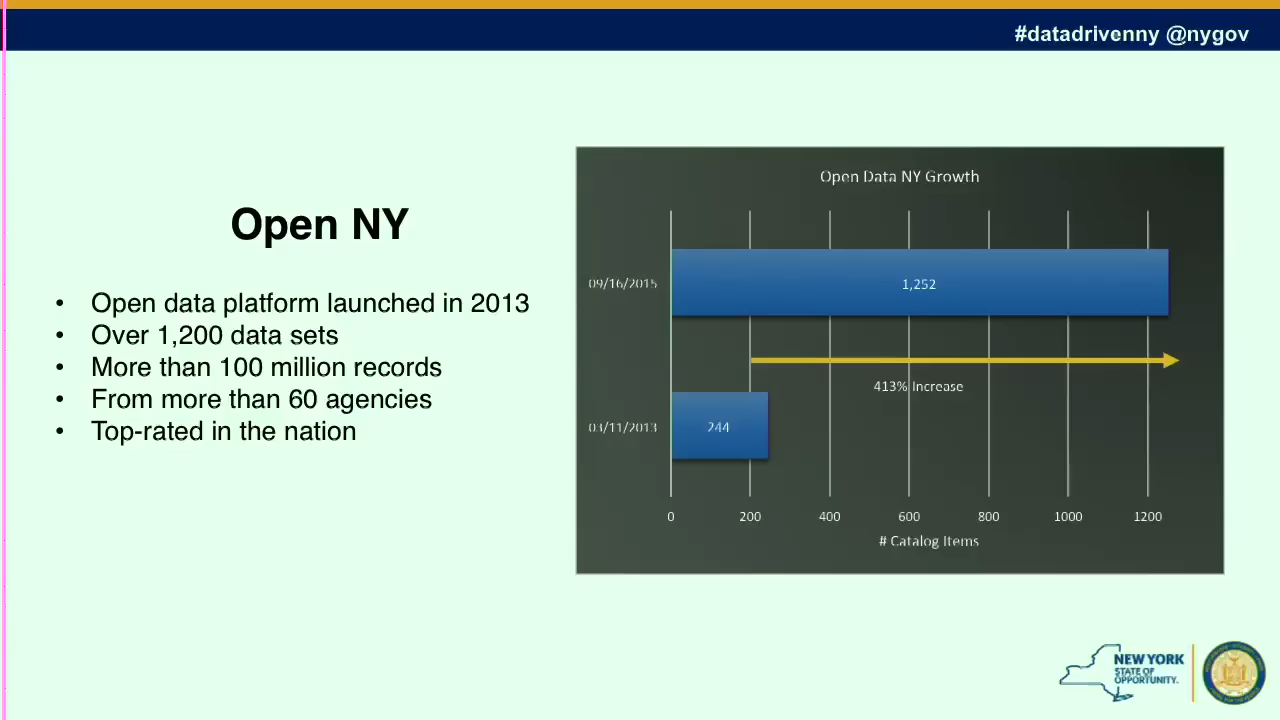 #datadrivenny @nygov
Open NY
• Open data platform launched in 2013
• Over 1,200 data sets
• More than 100 million records
• From more than 60 agencies
• Top-rated in the nation
Open Data NY Growth
09/16/2015
1,252
413% Increase
03/11/2013
244
0 200 400 600 800 1000 1200
# Catalog Items
NEW YORK
STATE OF
OPPORTUNITY.